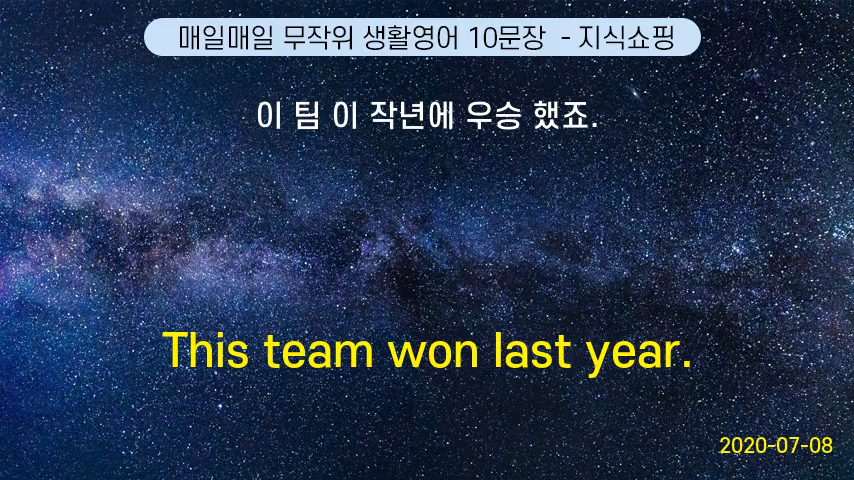 매일매일 무작위 생활영어 10문장 - 지식쇼핑
이 팀 이 작년에 우승 했죠.
This team won last year.
2020-07-08